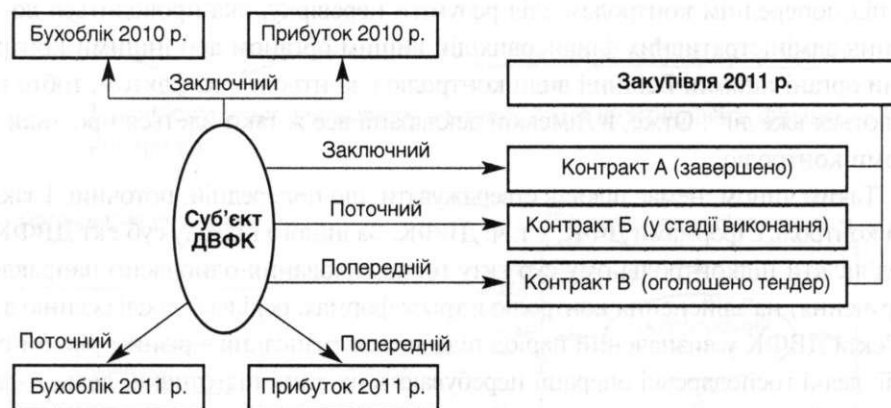 Бухоблік 2010 р.
Прибуток 2010 р.
Заключний
Закупівля 2011 р.
Заключний
Контракт А (завершено)
Суб'єкт
ДВФК
Поточний
Контракт Б (у стадії виконання)
Попередній
Контракт В (оголошено тендер)
Поточний
Попередній
Бухоблік 2011 р.
Прибуток 2011 р.